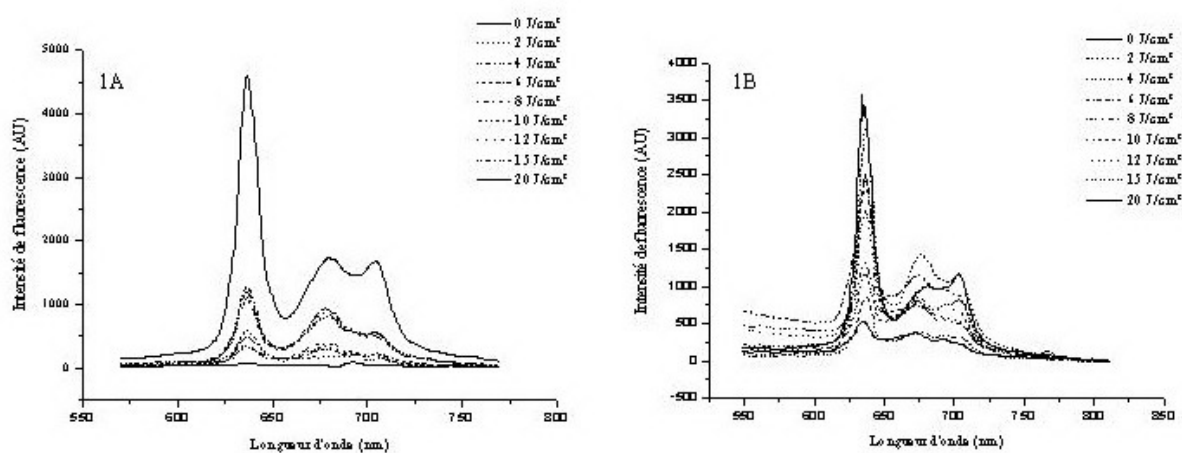 0 J/cm²
2 J/cm²
4 J/cm²
6 J/cm²
8 J/cm²
10 J/cm²
12 J/cm²
15 J/cm²
20 J/cm²
1A
Intensité de fluorescence (AU)
5000
4000
3000
2000
1000
0
550
600
650
700
750
800
Longueur d'onde (nm)
0 J/cm²
2 J/cm²
4 J/cm²
6 J/cm²
8 J/cm²
10 J/cm²
12 J/cm²
15 J/cm²
20 J/cm²
1B
Intensité de fluorescence (AU)
4000
3500
3000
2500
2000
1500
1000
500
0
-500
550
600
650
700
750
800
850
Longueur d'onde (nm)